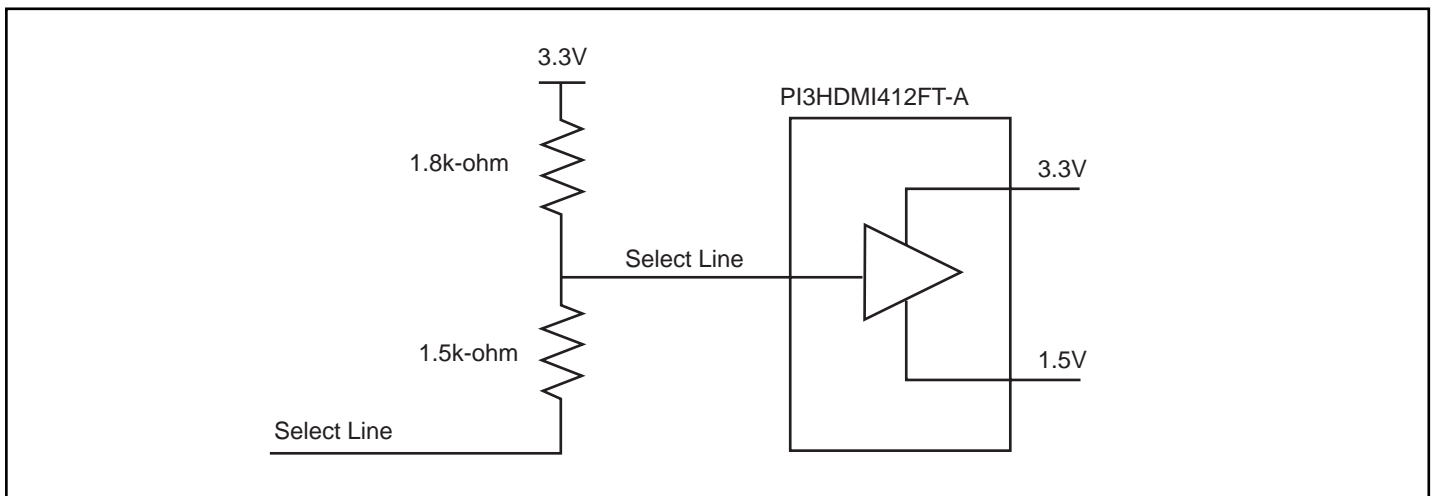 3.3V
PI3HDMI412FT-A
1.8k-ohm
3.3V
Select Line
1.5k-ohm
1.5V
Select Line